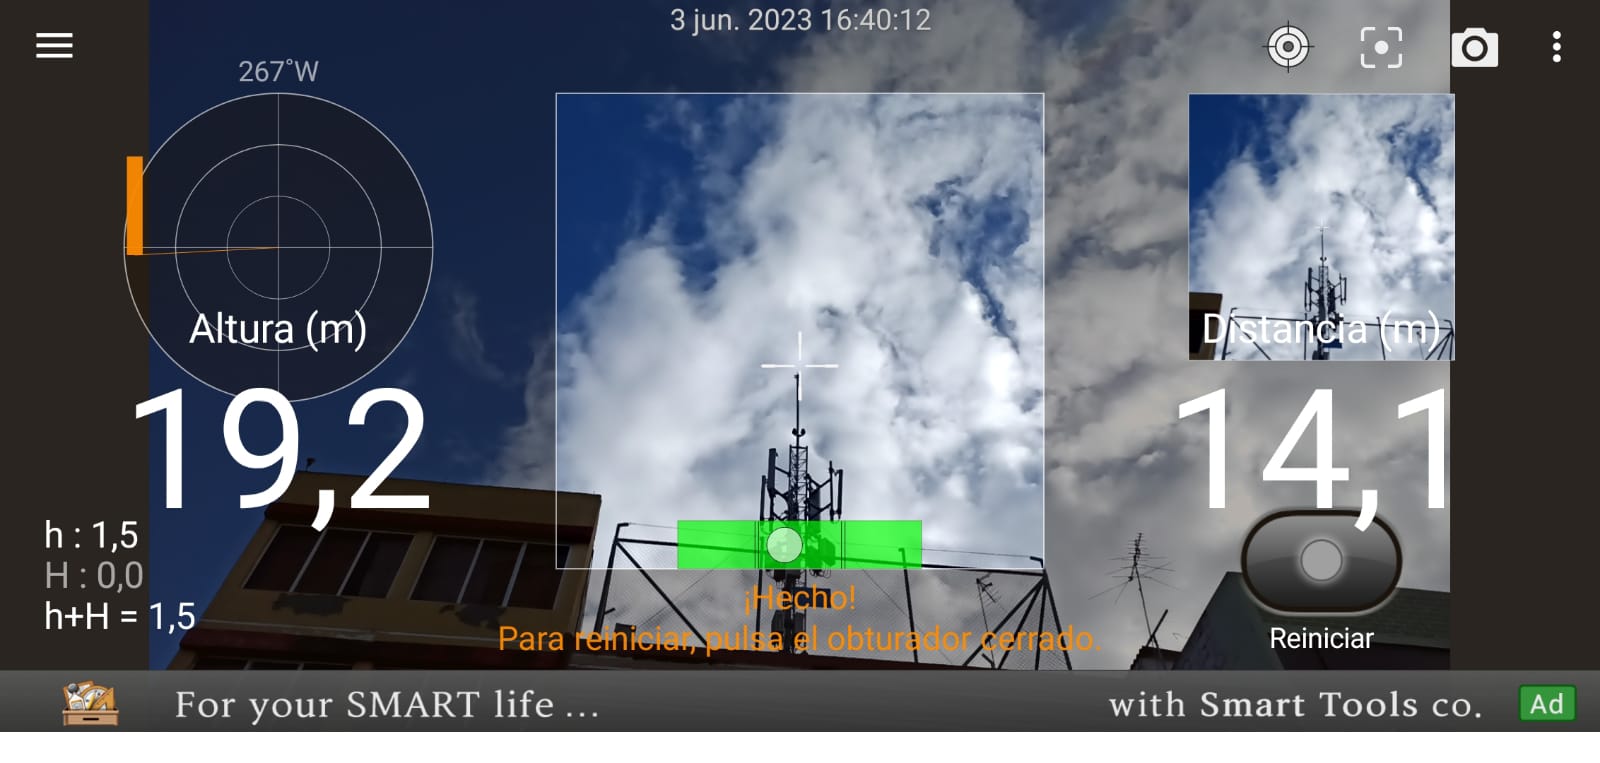 3 jun. 2023 16:40:12
267°W
Altura (m)
19,2
Distancia (m)
14,1
h : 1,5
H : 0,0
h+H = 1,5
¡Hecho!
Para reiniciar, pulsa el obturador cerrado.
Reiniciar
For your SMART life ...
with Smart Tools co.
Ad